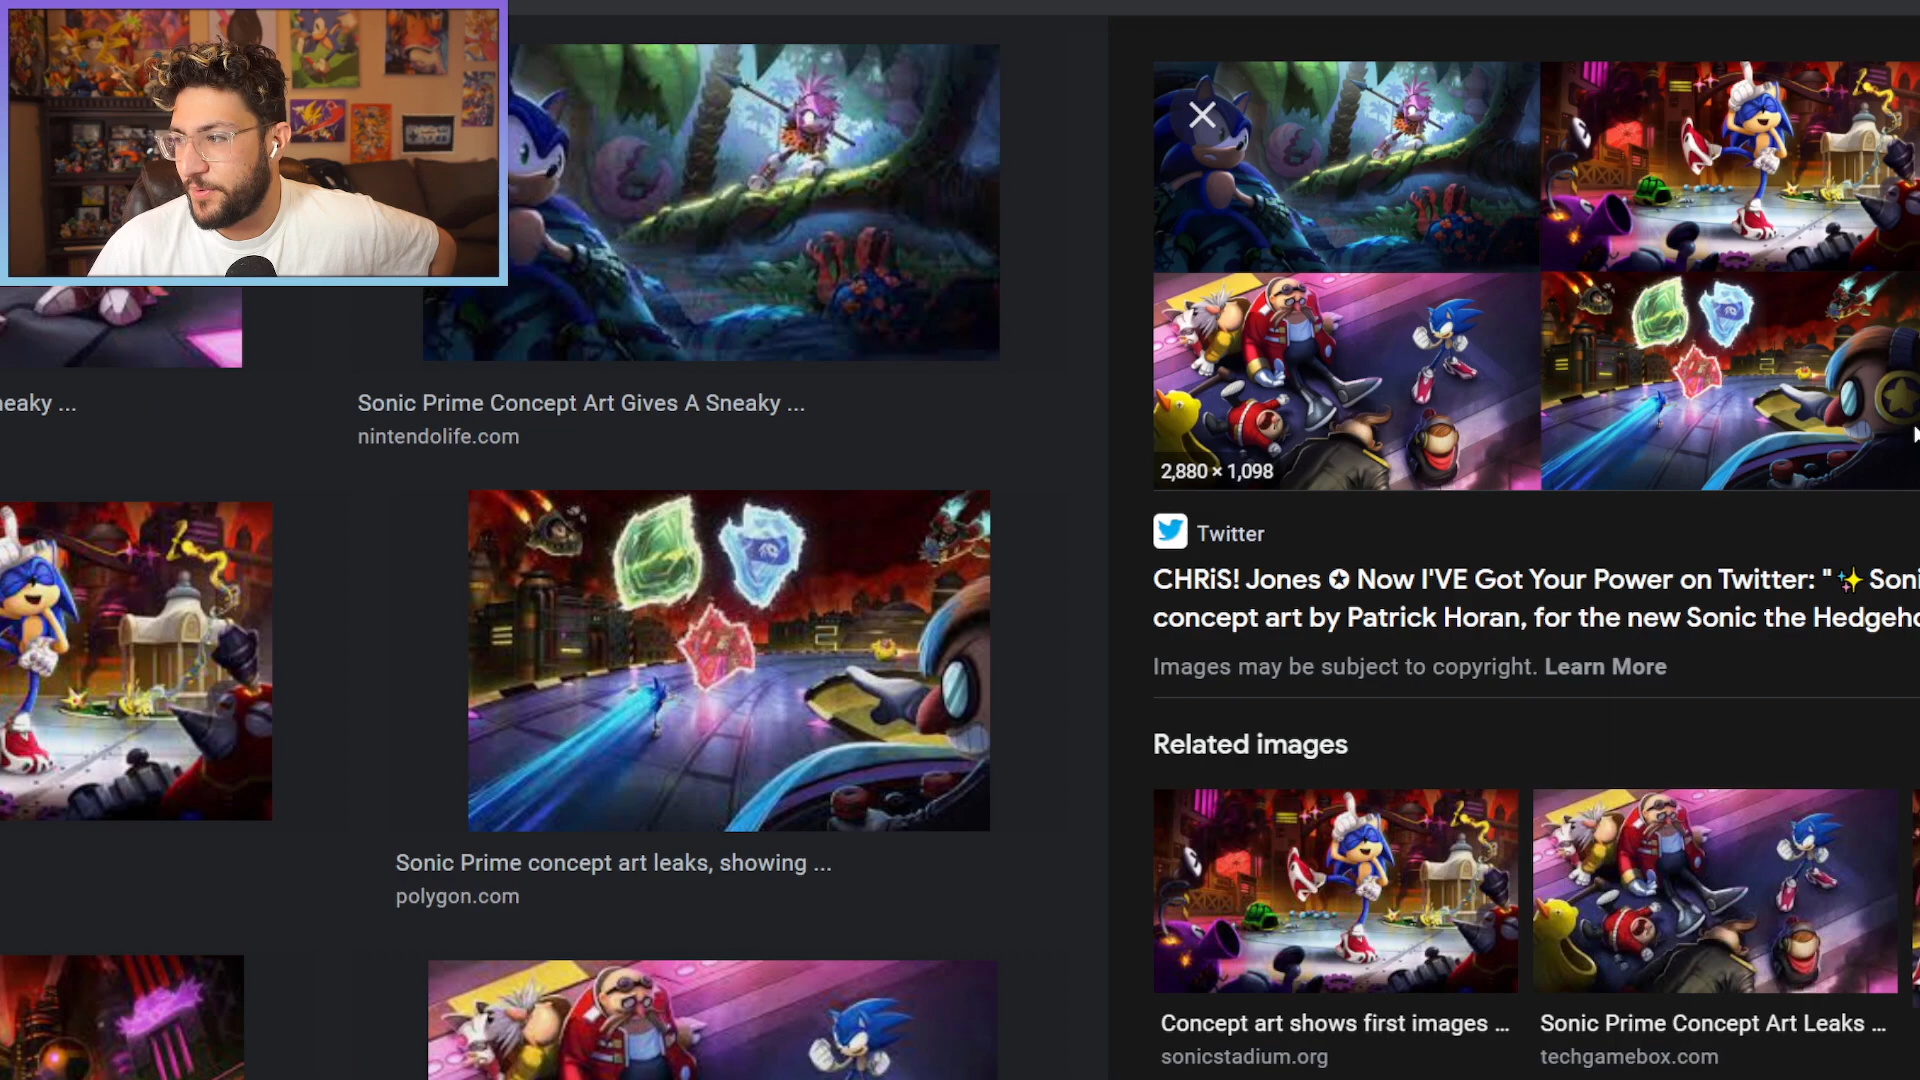 eaky ...
Sonic Prime Concept Art Gives A Sneaky ...
nintendolife.com
Sonic Prime concept art leaks, showing ...
polygon.com
2,880 × 1,098
Twitter
CHRiS! Jones ✪ Now I'VE Got Your Power on Twitter: "✨ Soni
concept art by Patrick Horan, for the new Sonic the Hedgeho
Images may be subject to copyright. Learn More
Related images
Concept art shows first images ...
sonicstadium.org
Sonic Prime Concept Art Leaks ...
techgamebox.com